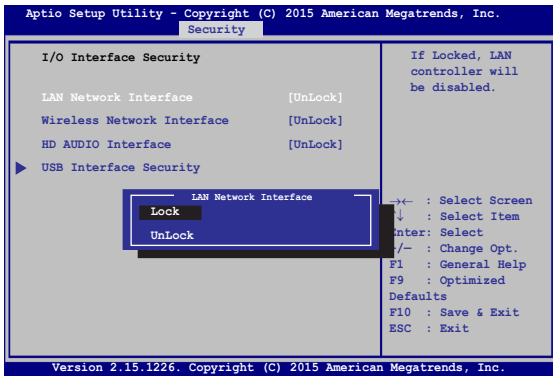 Aptio Setup Utility - Copyright (C) 2015 American Megatrends, Inc.
Security
I/O Interface Security
LAN Network Interface [UnLock]
Wireless Network Interface [UnLock]
HD AUDIO Interface [UnLock]
USB Interface Security
LAN Network Interface
Lock
UnLock
If Locked, LAN
controller will
be disabled.
→← : Select Screen
↓ : Select Item
Enter: Select
/— : Change Opt.
F1 : General Help
F9 : Optimized
Defaults
F10 : Save & Exit
ESC : Exit
Version 2.15.1226. Copyright (C) 2015 American Megatrends, Inc.